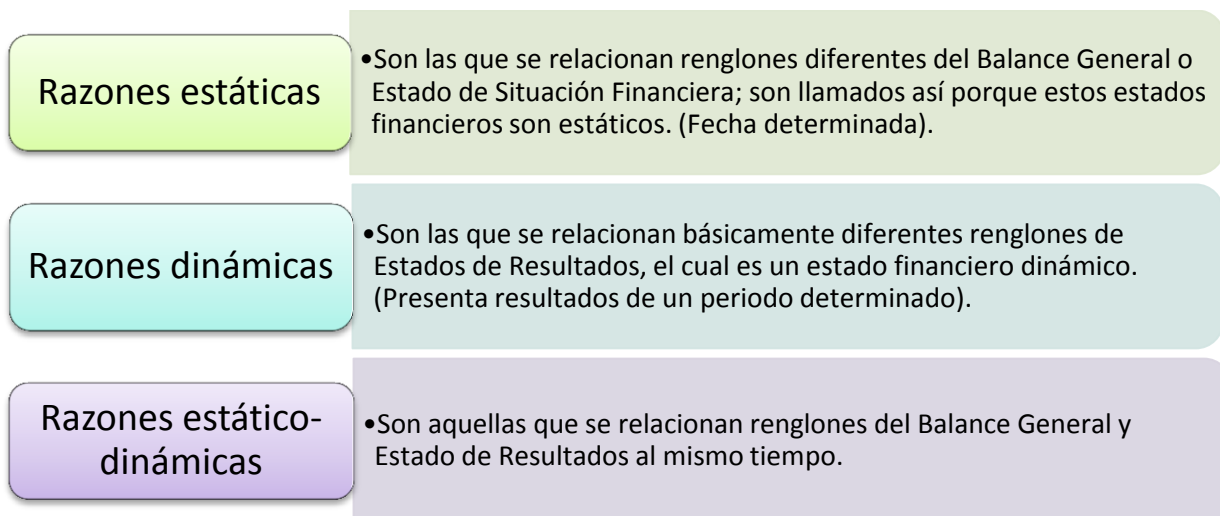 Razones estáticas
•Son las que se relacionan renglones diferentes del Balance General o
Estado de Situación Financiera; son llamados así porque estos estados
financieros son estáticos. (Fecha determinada).
Razones dinámicas
•Son las que se relacionan básicamente diferentes renglones de
Estados de Resultados, el cual es un estado financiero dinámico.
(Presenta resultados de un periodo determinado).
Razones estático-
dinámicas
•Son aquellas que se relacionan renglones del Balance General y
Estado de Resultados al mismo tiempo.